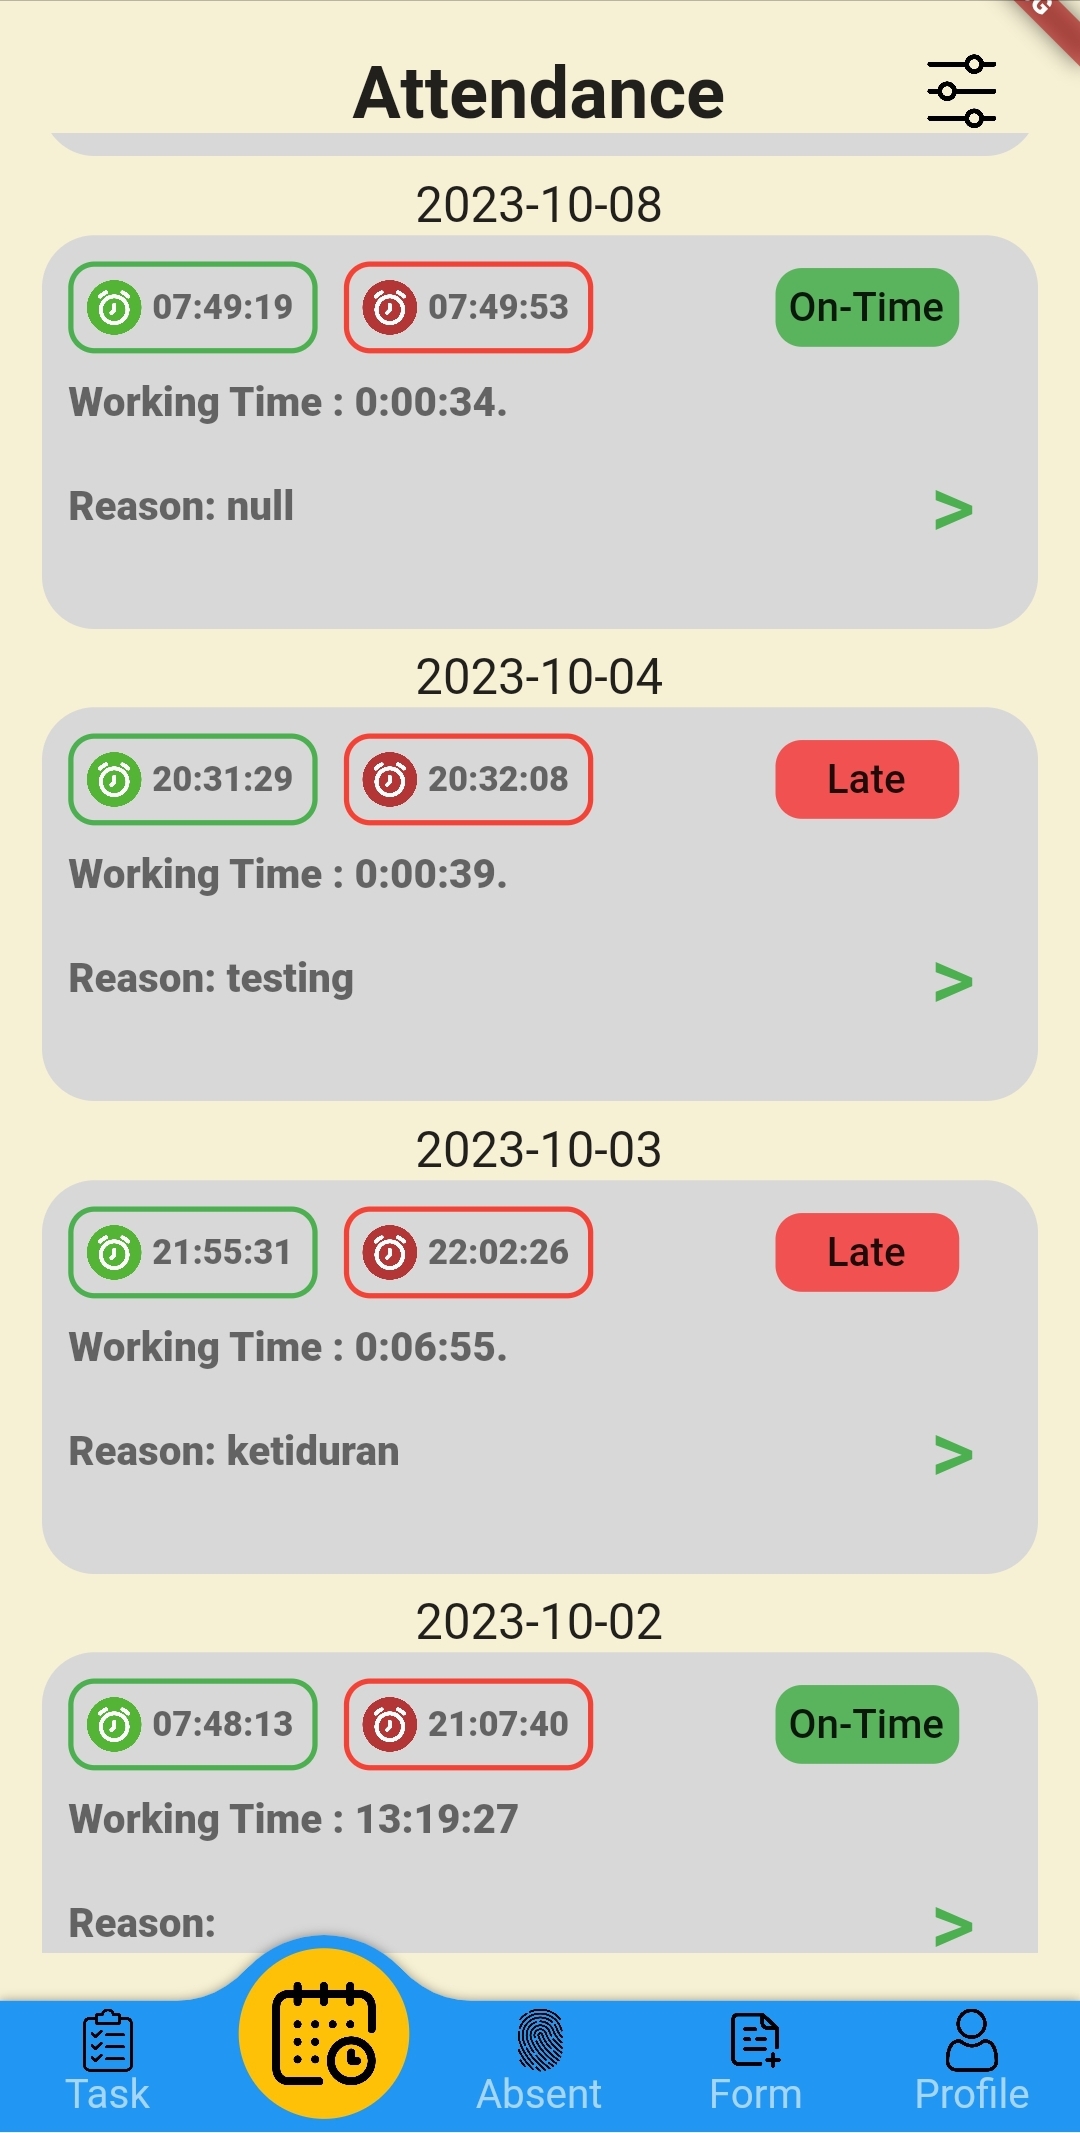 Attendance
2023-10-08
07:49:19 07:49:53 On-Time
Working Time : 0:00:34.
Reason: null >
2023-10-04
20:31:29 20:32:08 Late
Working Time : 0:00:39.
Reason: testing >
2023-10-03
21:55:31 22:02:26 Late
Working Time : 0:06:55.
Reason: ketiduran >
2023-10-02
07:48:13 21:07:40 On-Time
Working Time : 13:19:27
Reason: >
Task Absent Form Profile